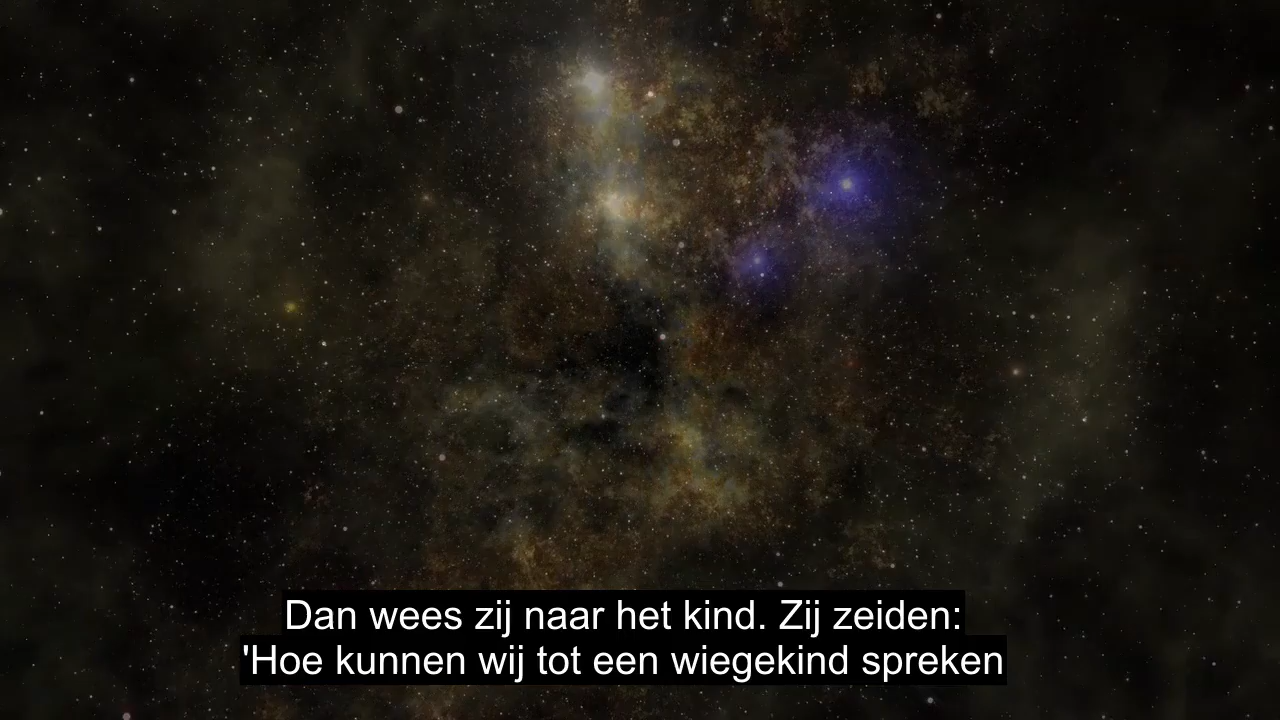 Dan wees zij naar het kind. Zij zeiden:
'Hoe kunnen wij tot een wiegekind spreken